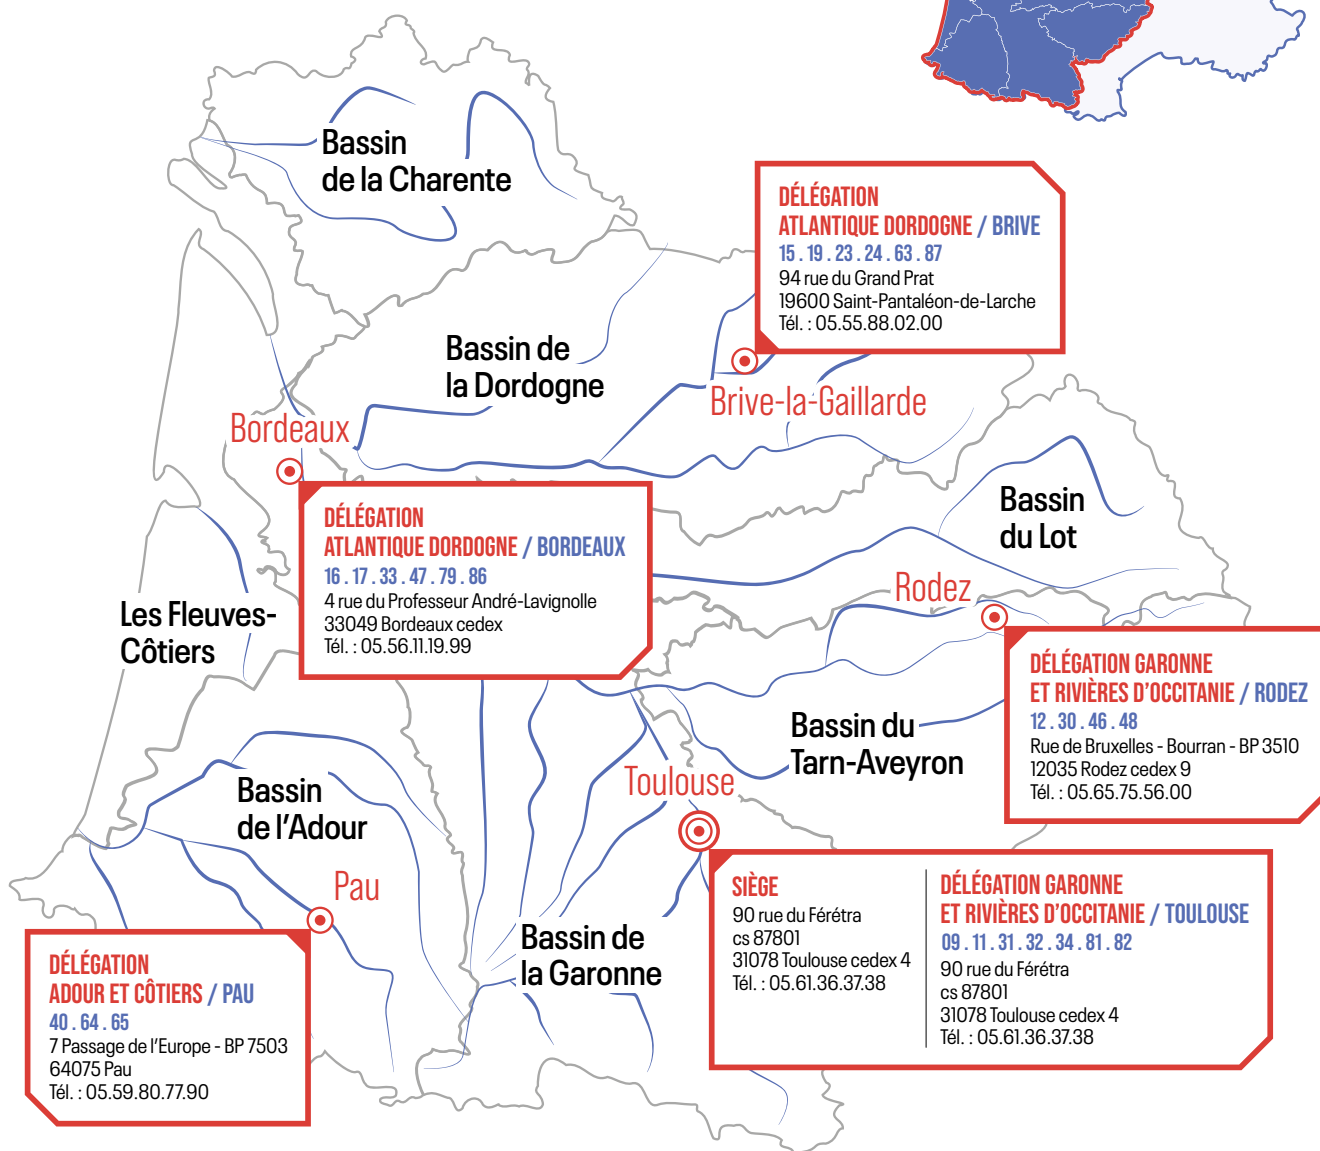 Bassin
de la Charente
DÉLÉGATION
ATLANTIQUE DORDOGNE / BRIVE
15 . 19 . 23 . 24 . 63 . 87
94 rue du Grand Prat
19600 Saint-Pantaléon-de-Larche
Tél. : 05.55.88.02.00
Bassin de
la Dordogne
Brive-la-Gaillarde
Bordeaux
DÉLÉGATION
ATLANTIQUE DORDOGNE / BORDEAUX
16 . 17 . 33 . 47 . 79 . 86
4 rue du Professeur André-Lavignolle
33049 Bordeaux cedex
Tél. : 05.56.11.19.99
Bassin
du Lot
Rodez
Les Fleuves-
Côtiers
DÉLÉGATION GARONNE
ET RIVIÈRES D'OCCITANIE / RODEZ
12 . 30 . 46 . 48
Rue de Bruxelles - Bourran - BP 3510
12035 Rodez cedex 9
Tél. : 05.65.75.56.00
Bassin du
Tarn-Aveyron
Toulouse
Bassin
de l'Adour
Pau
SIÈGE
90 rue du Férétra
cs 87801
31078 Toulouse cedex 4
Tél. : 05.61.36.37.38
DÉLÉGATION GARONNE
ET RIVIÈRES D'OCCITANIE / TOULOUSE
09 . 11 . 31 . 32 . 34 . 81 . 82
90 rue du Férétra
cs 87801
31078 Toulouse cedex 4
Tél. : 05.61.36.37.38
Bassin de
la Garonne
DÉLÉGATION
ADOUR ET CÔTIERS / PAU
40 . 64 . 65
7 Passage de l'Europe - BP 7503
64075 Pau
Tél. : 05.59.80.77.90